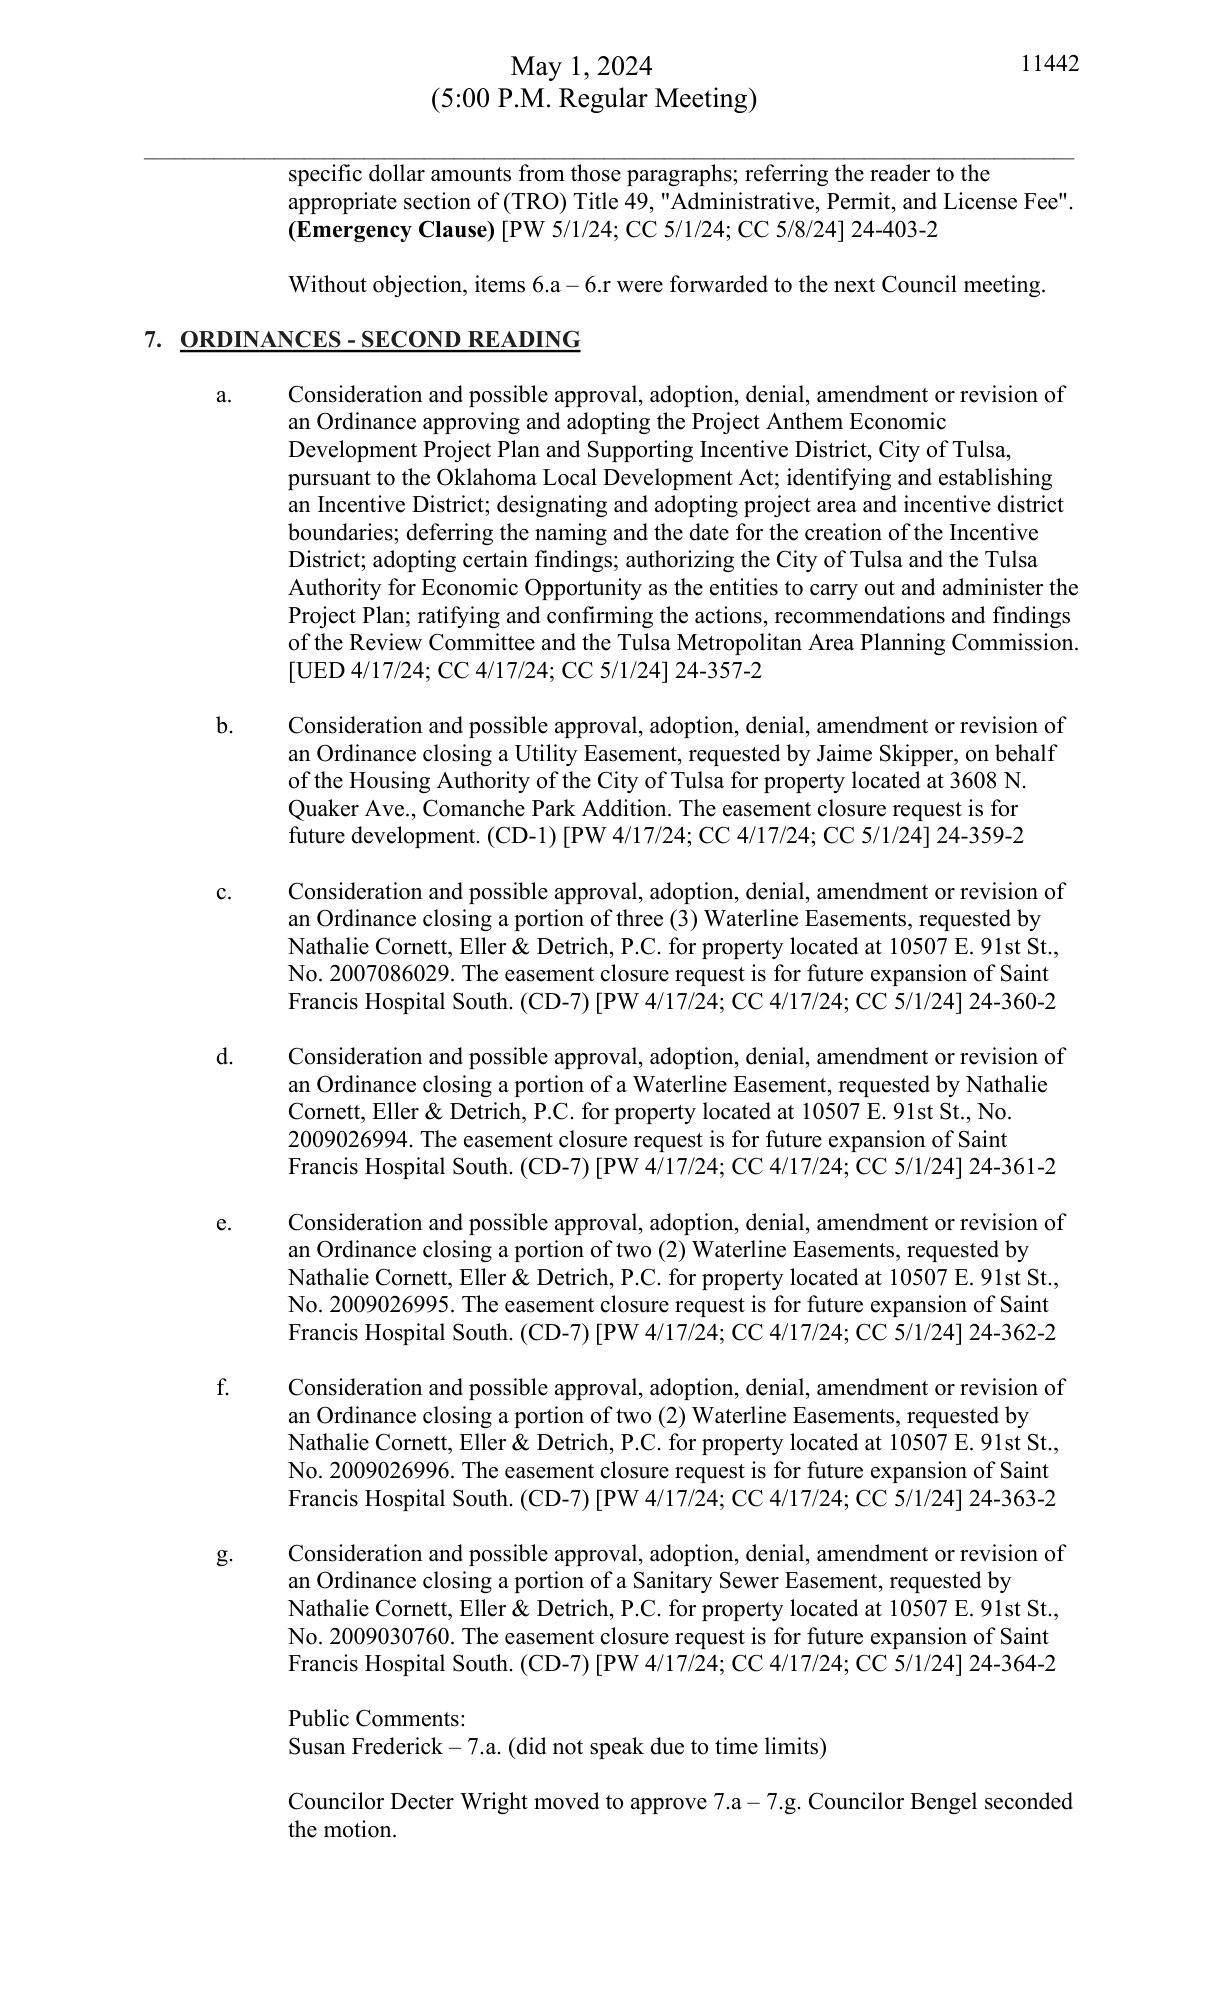 May 1, 2024
11442
(5:00 P.M. Regular Meeting)
specific dollar amounts from those paragraphs; referring the reader to the
appropriate section of (TRO) Title 49, "Administrative, Permit, and License Fee".
(Emergency Clause) [PW 5/1/24; CC 5/1/24; CC 5/8/24] 24-403-2
Without objection, items 6.a – 6.r were forwarded to the next Council meeting.
7. ORDINANCES - SECOND READING
a. Consideration and possible approval, adoption, denial, amendment or revision of
an Ordinance approving and adopting the Project Anthem Economic
Development Project Plan and Supporting Incentive District, City of Tulsa,
pursuant to the Oklahoma Local Development Act; identifying and establishing
an Incentive District; designating and adopting project area and incentive district
boundaries; deferring the naming and the date for the creation of the Incentive
District; adopting certain findings; authorizing the City of Tulsa and the Tulsa
Authority for Economic Opportunity as the entities to carry out and administer the
Project Plan; ratifying and confirming the actions, recommendations and findings
of the Review Committee and the Tulsa Metropolitan Area Planning Commission.
[UED 4/17/24; CC 4/17/24; CC 5/1/24] 24-357-2
b. Consideration and possible approval, adoption, denial, amendment or revision of
an Ordinance closing a Utility Easement, requested by Jaime Skipper, on behalf
of the Housing Authority of the City of Tulsa for property located at 3608 N.
Quaker Ave., Comanche Park Addition. The easement closure request is for
future development. (CD-1) [PW 4/17/24; CC 4/17/24; CC 5/1/24] 24-359-2
c. Consideration and possible approval, adoption, denial, amendment or revision of
an Ordinance closing a portion of three (3) Waterline Easements, requested by
Nathalie Cornett, Eller & Detrich, P.C. for property located at 10507 E. 91st St.,
No. 2007086029. The easement closure request is for future expansion of Saint
Francis Hospital South. (CD-7) [PW 4/17/24; CC 4/17/24; CC 5/1/24] 24-360-2
d. Consideration and possible approval, adoption, denial, amendment or revision of
an Ordinance closing a portion of a Waterline Easement, requested by Nathalie
Cornett, Eller & Detrich, P.C. for property located at 10507 E. 91st St., No.
2009026994. The easement closure request is for future expansion of Saint
Francis Hospital South. (CD-7) [PW 4/17/24; CC 4/17/24; CC 5/1/24] 24-361-2
e. Consideration and possible approval, adoption, denial, amendment or revision of
an Ordinance closing a portion of two (2) Waterline Easements, requested by
Nathalie Cornett, Eller & Detrich, P.C. for property located at 10507 E. 91st St.,
No. 2009026995. The easement closure request is for future expansion of Saint
Francis Hospital South. (CD-7) [PW 4/17/24; CC 4/17/24; CC 5/1/24] 24-362-2
f. Consideration and possible approval, adoption, denial, amendment or revision of
an Ordinance closing a portion of two (2) Waterline Easements, requested by
Nathalie Cornett, Eller & Detrich, P.C. for property located at 10507 E. 91st St.,
No. 2009026996. The easement closure request is for future expansion of Saint
Francis Hospital South. (CD-7) [PW 4/17/24; CC 4/17/24; CC 5/1/24] 24-363-2
g. Consideration and possible approval, adoption, denial, amendment or revision of
an Ordinance closing a portion of a Sanitary Sewer Easement, requested by
Nathalie Cornett, Eller & Detrich, P.C. for property located at 10507 E. 91st St.,
No. 2009030760. The easement closure request is for future expansion of Saint
Francis Hospital South. (CD-7) [PW 4/17/24; CC 4/17/24; CC 5/1/24] 24-364-2
Public Comments:
Susan Frederick – 7.a. (did not speak due to time limits)
Councilor Decter Wright moved to approve 7.a – 7.g. Councilor Bengel seconded
the motion.